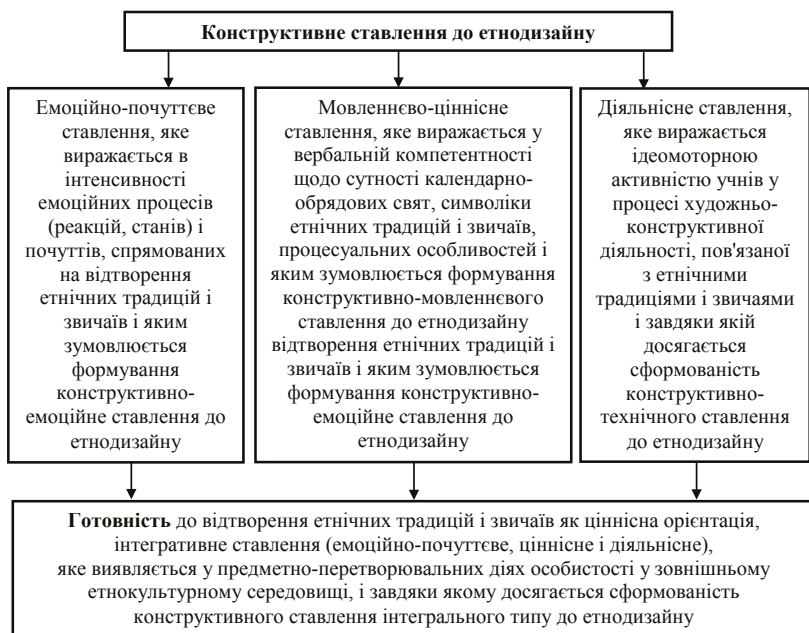 Конструктивне ставлення до етнодизайну
Емоційно-почуттєве
ставлення, яке
виражається в
інтенсивності
емоційних процесів
(реакцій, станів) і
почуттів, спрямованих
на відтворення
етнічних традицій і
звичаїв і яким
зумовлюється
формування
конструктивно-
емоційне ставлення до
етнодизайну
Мовленнєво-ціннісне
ставлення, яке виражається у
вербальній компетентності
щодо сутності календарно-
обрядових свят, символіки
етнічних традицій і звичаїв,
процесуальних особливостей і
яким зумовлюється формування
конструктивно-мовленнєвого
ставлення до етнодизайну
відтворення етнічних традицій і
звичаїв і яким зумовлюється
формування конструктивно-
емоційне ставлення до
етнодизайну
Діяльнісне ставлення,
яке виражається
ідеомоторною
активністю учнів у
процесі художньо-
конструктивної
діяльності, пов'язаної
з етнічними
традиціями і звичаями
і завдяки якій
досягається
сформованість
конструктивно-
технічного ставлення
до етнодизайну
Готовність до відтворення етнічних традицій і звичаїв як ціннісна орієнтація,
інтегративне ставлення (емоційно-почуттєве, ціннісне і діяльнісне),
яке виявляється у предметно-перетворювальних діях особистості у зовнішньому
етнокультурному середовищі, і завдяки якому досягається сформованість
конструктивного ставлення інтегрального типу до етнодизайну